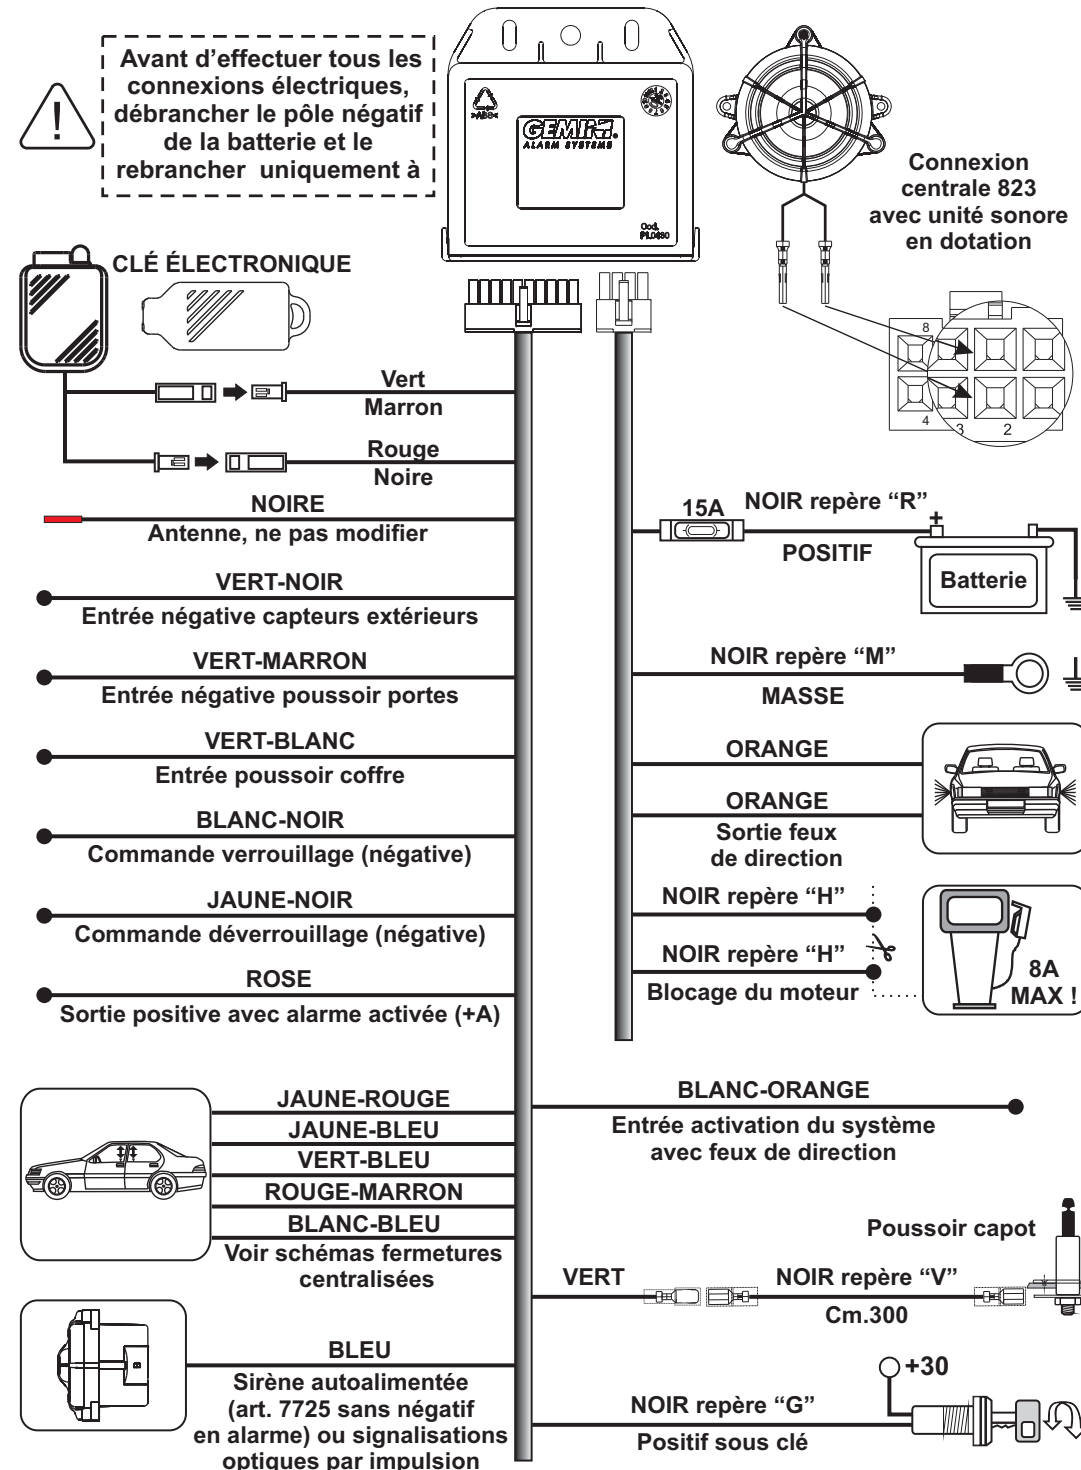 Avant d'effectuer tous les
connexions électriques,
débrancher le pôle négatif
de la batterie et le
rebrancher uniquement à
!
>ABS<
GEMINI.
ALARM SYSTEMS
Cod.
Connexion
centrale 823
avec unité sonore
en dotation
8
4
3
2
CLÉ ÉLECTRONIQUE
Vert
Marron
Rouge
Noire
NOIRE
Antenne, ne pas modifier
VERT-NOIR
Entrée négative capteurs extérieurs
VERT-MARRON
Entrée négative poussoir portes
VERT-BLANC
Entrée poussoir coffre
BLANC-NOIR
Commande verrouillage (négative)
JAUNE-NOIR
Commande déverrouillage (négative)
ROSE
Sortie positive avec alarme activée (+A)
JAUNE-ROUGE
JAUNE-BLEU
VERT-BLEU
ROUGE-MARRON
BLANC-BLEU
Voir schémas fermetures
centralisées
BLEU
Sirène autoalimentée
(art. 7725 sans négatif
en alarme) ou signalisations
optiques par impulsion
15A
NOIR repère “R”
+
POSITIF
Batterie
NOIR repère “M”
MASSE
ORANGE
ORANGE
Sortie feux
de direction
NOIR repère “H”
NOIR repère “H”
Blocage du moteur
8A
MAX !
BLANC-ORANGE
Entrée activation du système
avec feux de direction
Poussoir capot
VERT
NOIR repère “V”
Cm.300
+30
NOIR repère “G”
Positif sous clé